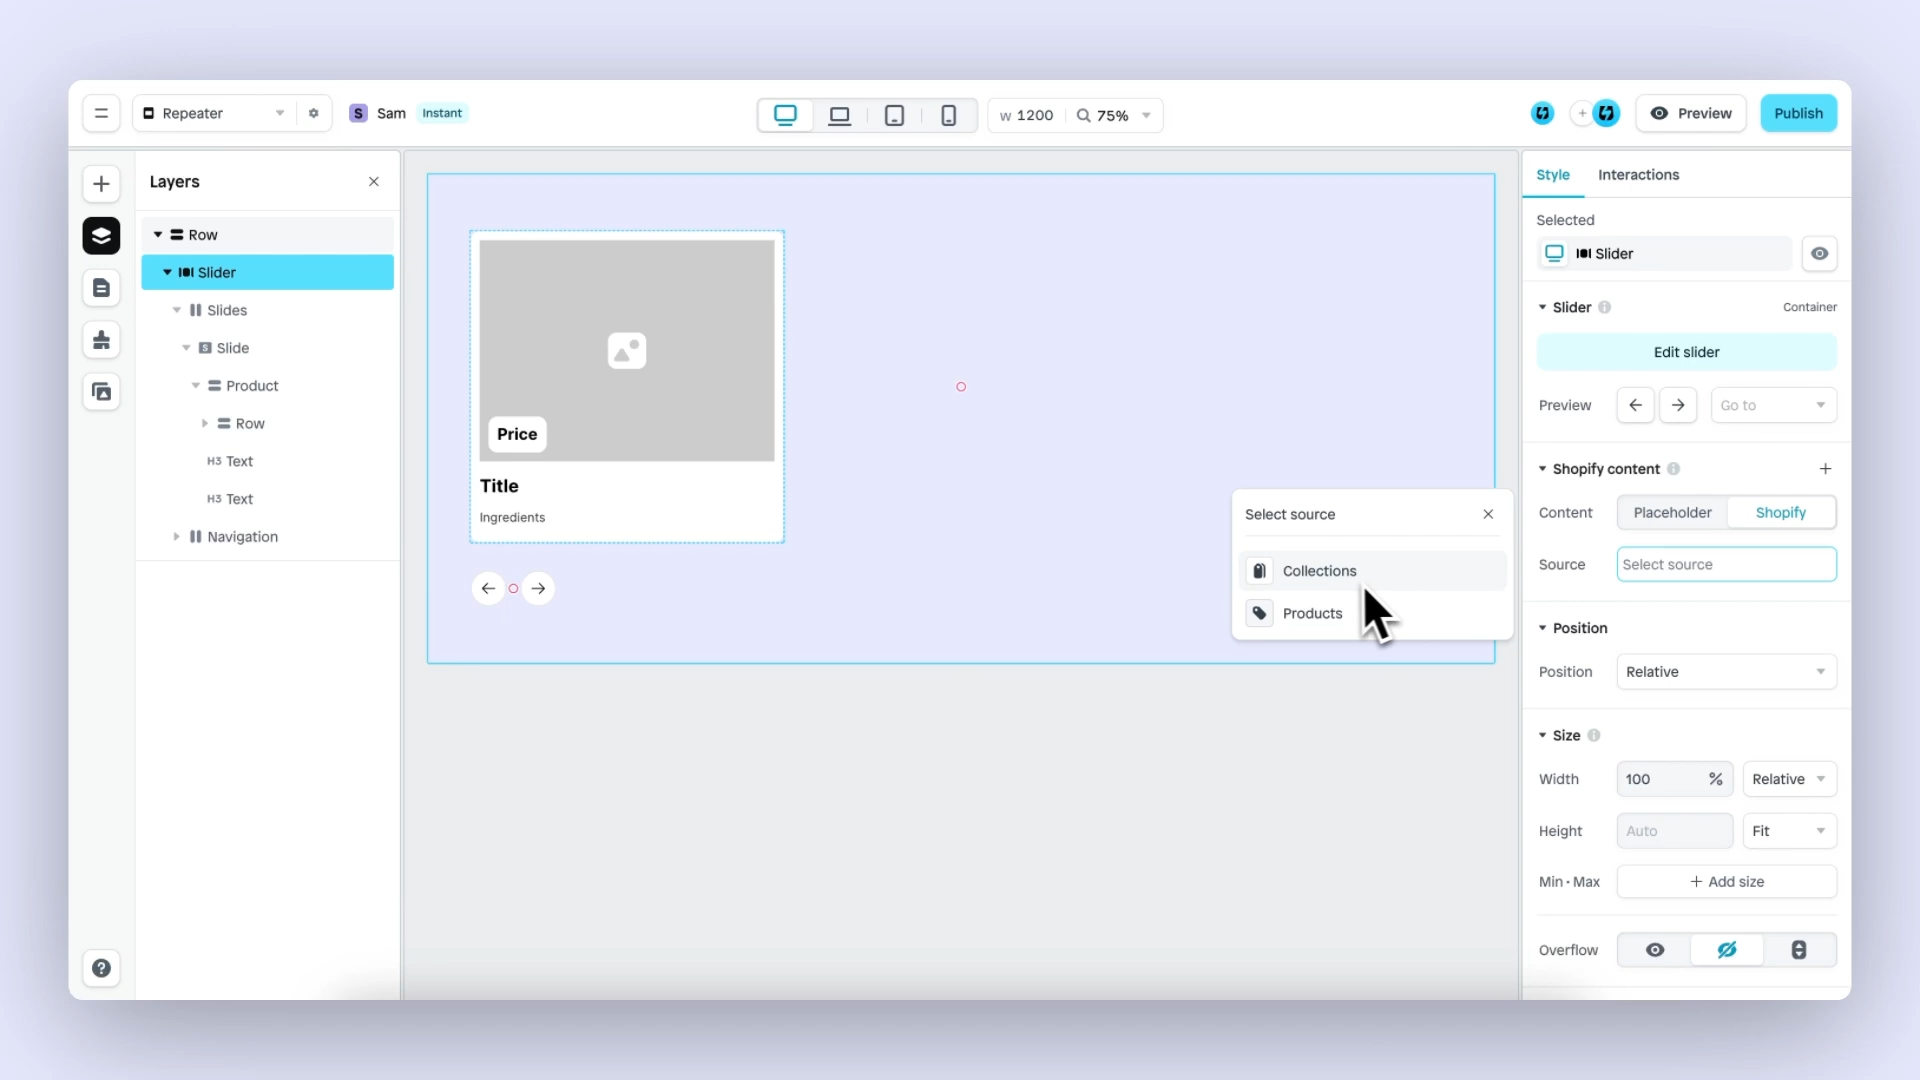 Repeater
S Sam Instant
W 1200
75%
Preview
Publish
Layers
Row
Slider
Slides
Slide
Product
Row
H3 Text
H3 Text
Navigation
Price
Title
Ingredients
Select source
Collections
Products
Style Interactions
Selected
Slider
Slider Container
Edit slider
Preview Go to
Shopify content
Content Placeholder Shopify
Source Select source
Position
Position Relative
Size
Width 100 % Relative
Height Auto Fit
Min · Max + Add size
Overflow